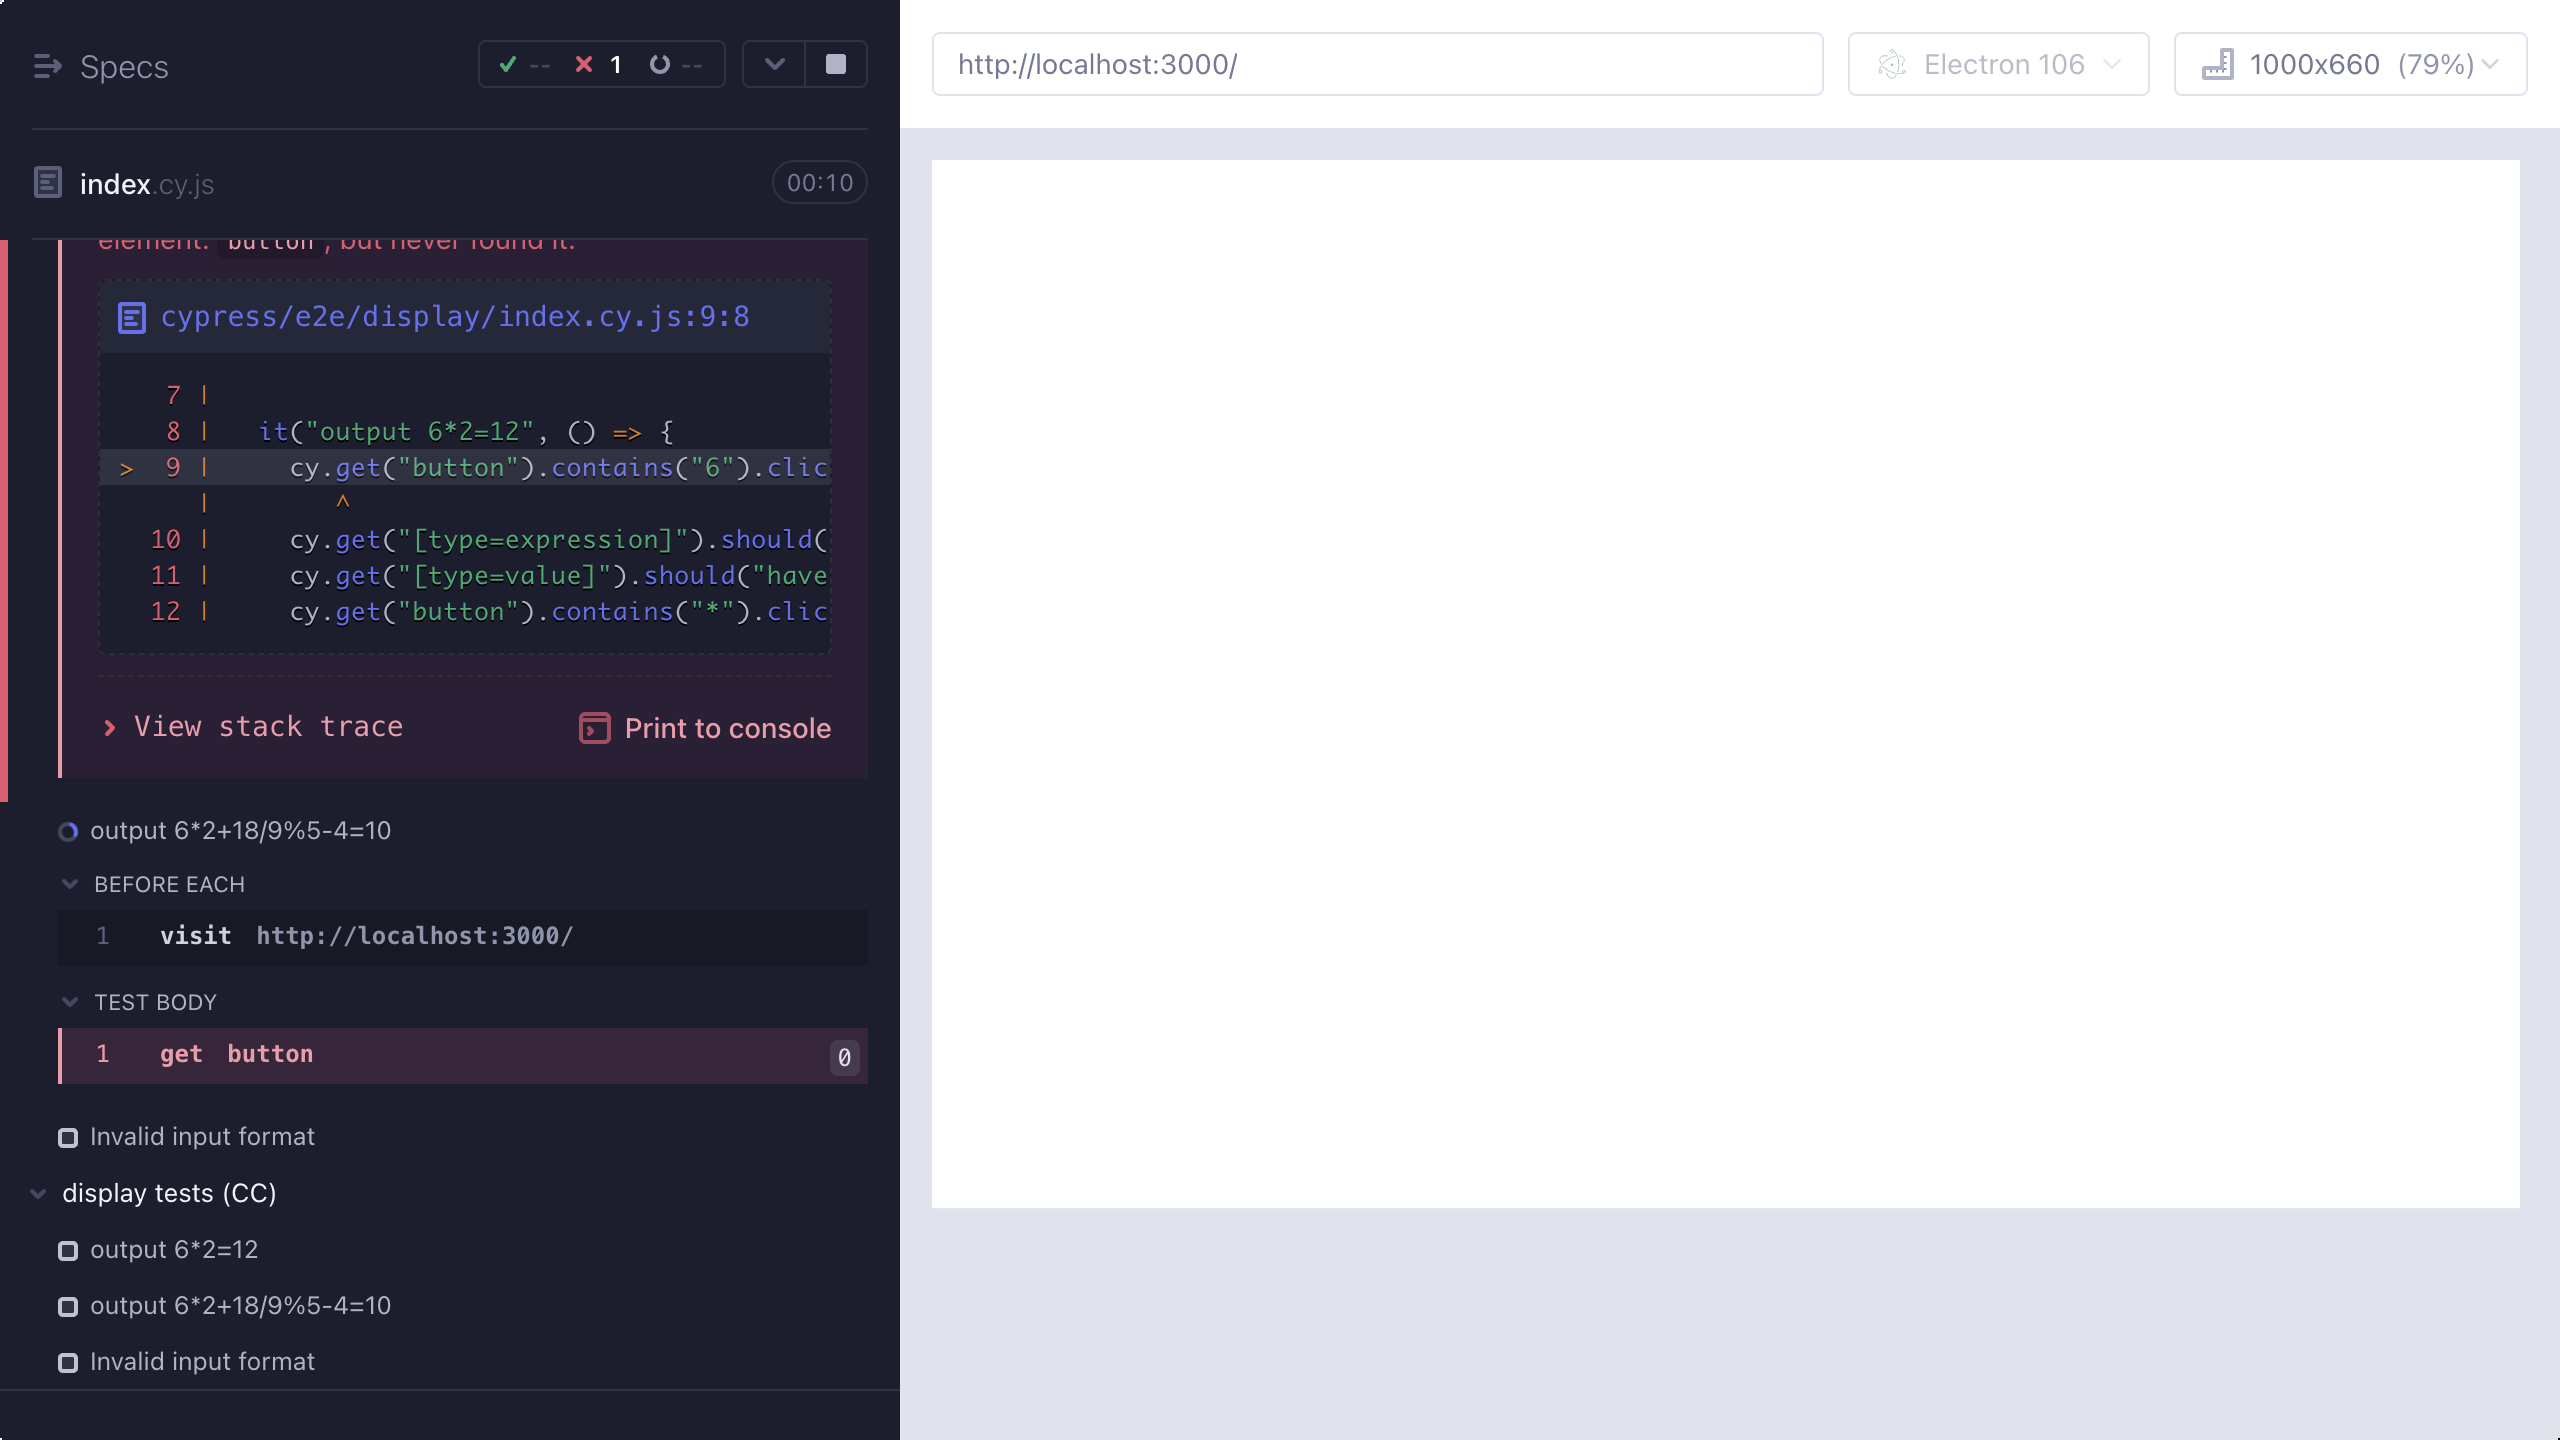 Specs
-- 1 --
index.cy.js
00:10
element: button , but never found it.
cypress/e2e/display/index.cy.js:9:8
7 |
8 | it("output 6*2=12", () => {
> 9 | cy.get("button").contains("6").clic
| ^
10 | cy.get("[type=expression]").should(
11 | cy.get("[type=value]").should("have
12 | cy.get("button").contains("*").clic
View stack trace
Print to console
output 6*2+18/9%5-4=10
BEFORE EACH
1 visit http://localhost:3000/
TEST BODY
1 get button 0
Invalid input format
display tests (CC)
output 6*2=12
output 6*2+18/9%5-4=10
Invalid input format
http://localhost:3000/
Electron 106
1000x660 (79%)